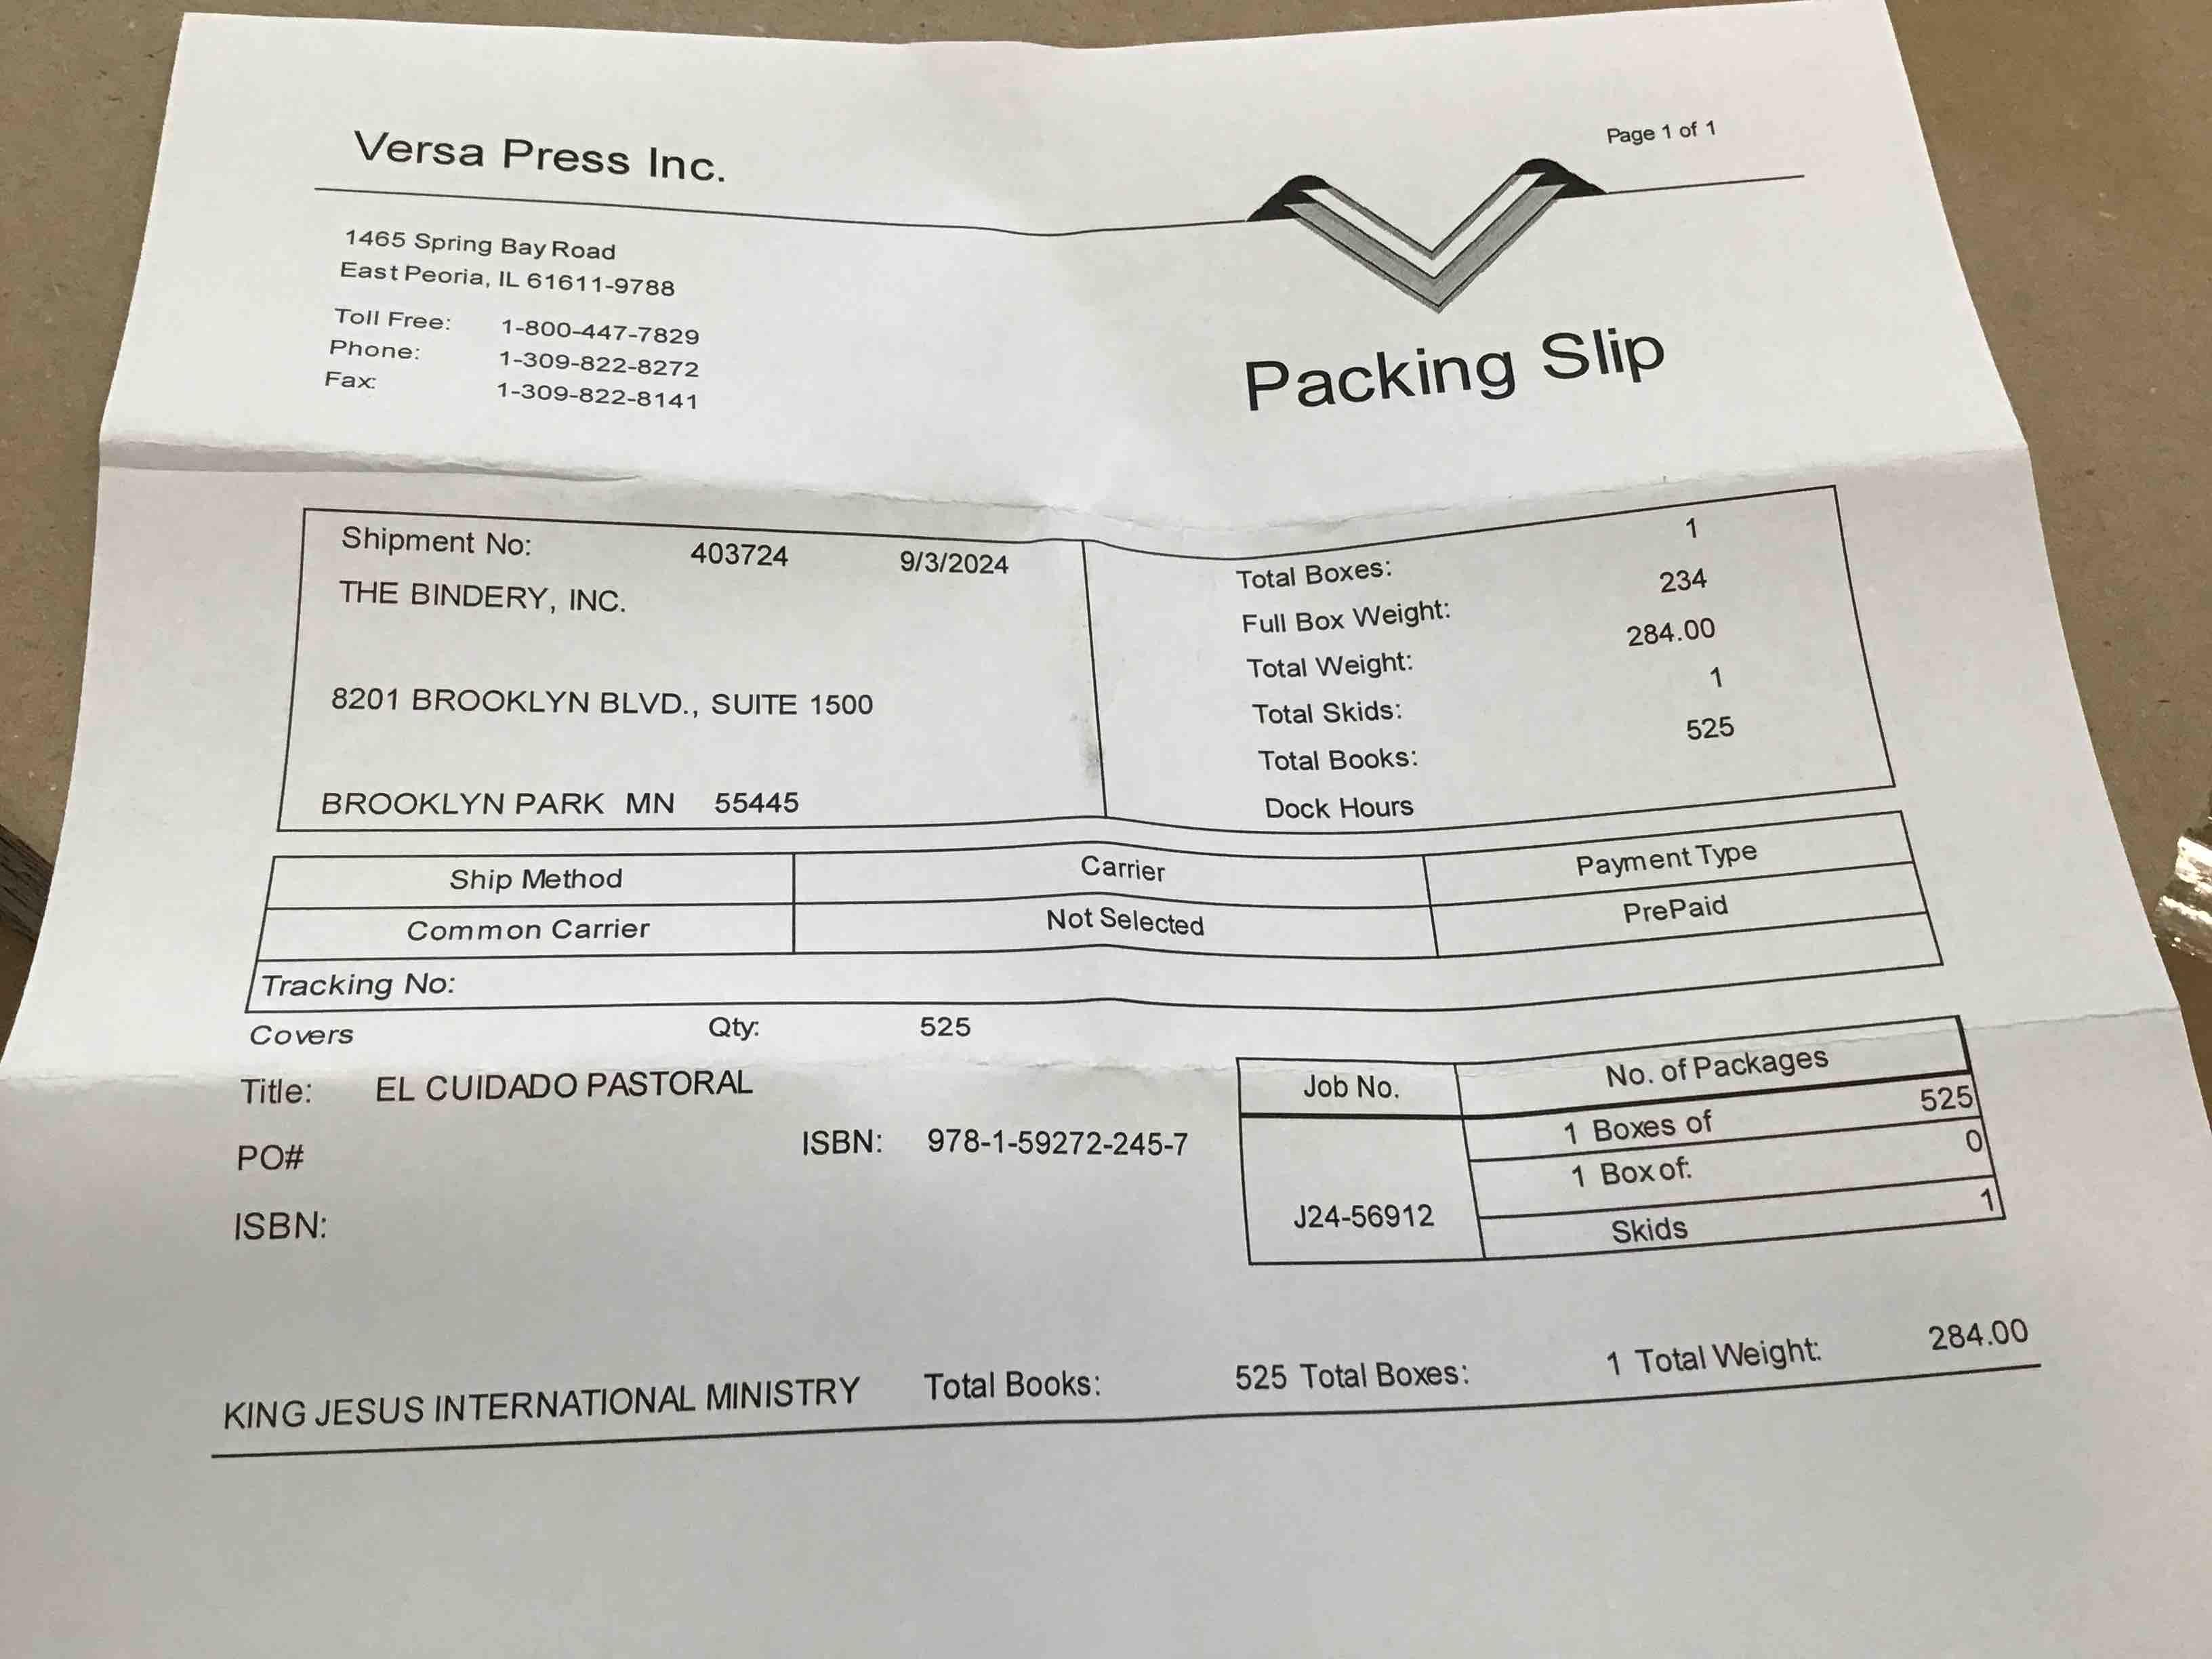 Page 1 of 1
Versa Press Inc.
1465 Spring Bay Road
East Peoria, IL 61611-9788
Toll Free: 1-800-447-7829
Phone: 1-309-822-8272
Fax: 1-309-822-8141
Packing Slip
Shipment No: 403724 9/3/2024
THE BINDERY, INC.
8201 BROOKLYN BLVD., SUITE 1500
BROOKLYN PARK MN 55445
Total Boxes: 1
Full Box Weight: 234
Total Weight: 284.00
Total Skids: 1
Total Books: 525
Dock Hours
Ship Method Carrier Payment Type
Common Carrier Not Selected PrePaid
Tracking No:
Covers Qty: 525
Title: EL CUIDADO PASTORAL
PO# ISBN: 978-1-59272-245-7
ISBN:
Job No. No. of Packages
1 Boxes of 525
1 Box of: 0
J24-56912
Skids 1
KING JESUS INTERNATIONAL MINISTRY Total Books: 525 Total Boxes: 1 Total Weight: 284.00